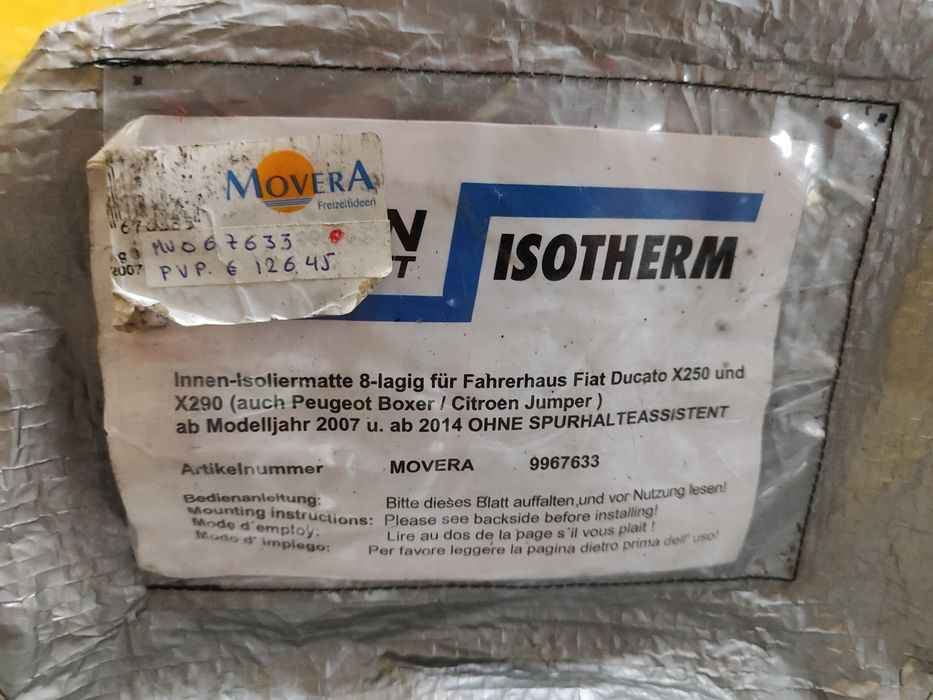 MOVERA
Freizeitideen
MV067633
2007 PVP. € 126.45
N
T
ISOTHERM
Innen-Isoliermatte 8-lagig für Fahrerhaus Fiat Ducato X250 und
X290 (auch Peugeot Boxer / Citroen Jumper )
ab Modelljahr 2007 u. ab 2014 OHNE SPURHALTEASSISTENT
Artikelnummer MOVERA 9967633
Bedienanleitung: Bitte dieses Blatt auffalten,und vor Nutzung lesen!
Mounting instructions: Please see backside before installing!
Mode d´employ: Lire au dos de la page s´il vous plait !
Modo d´impiego: Per favore leggere la pagina dietro prima dell´ uso!